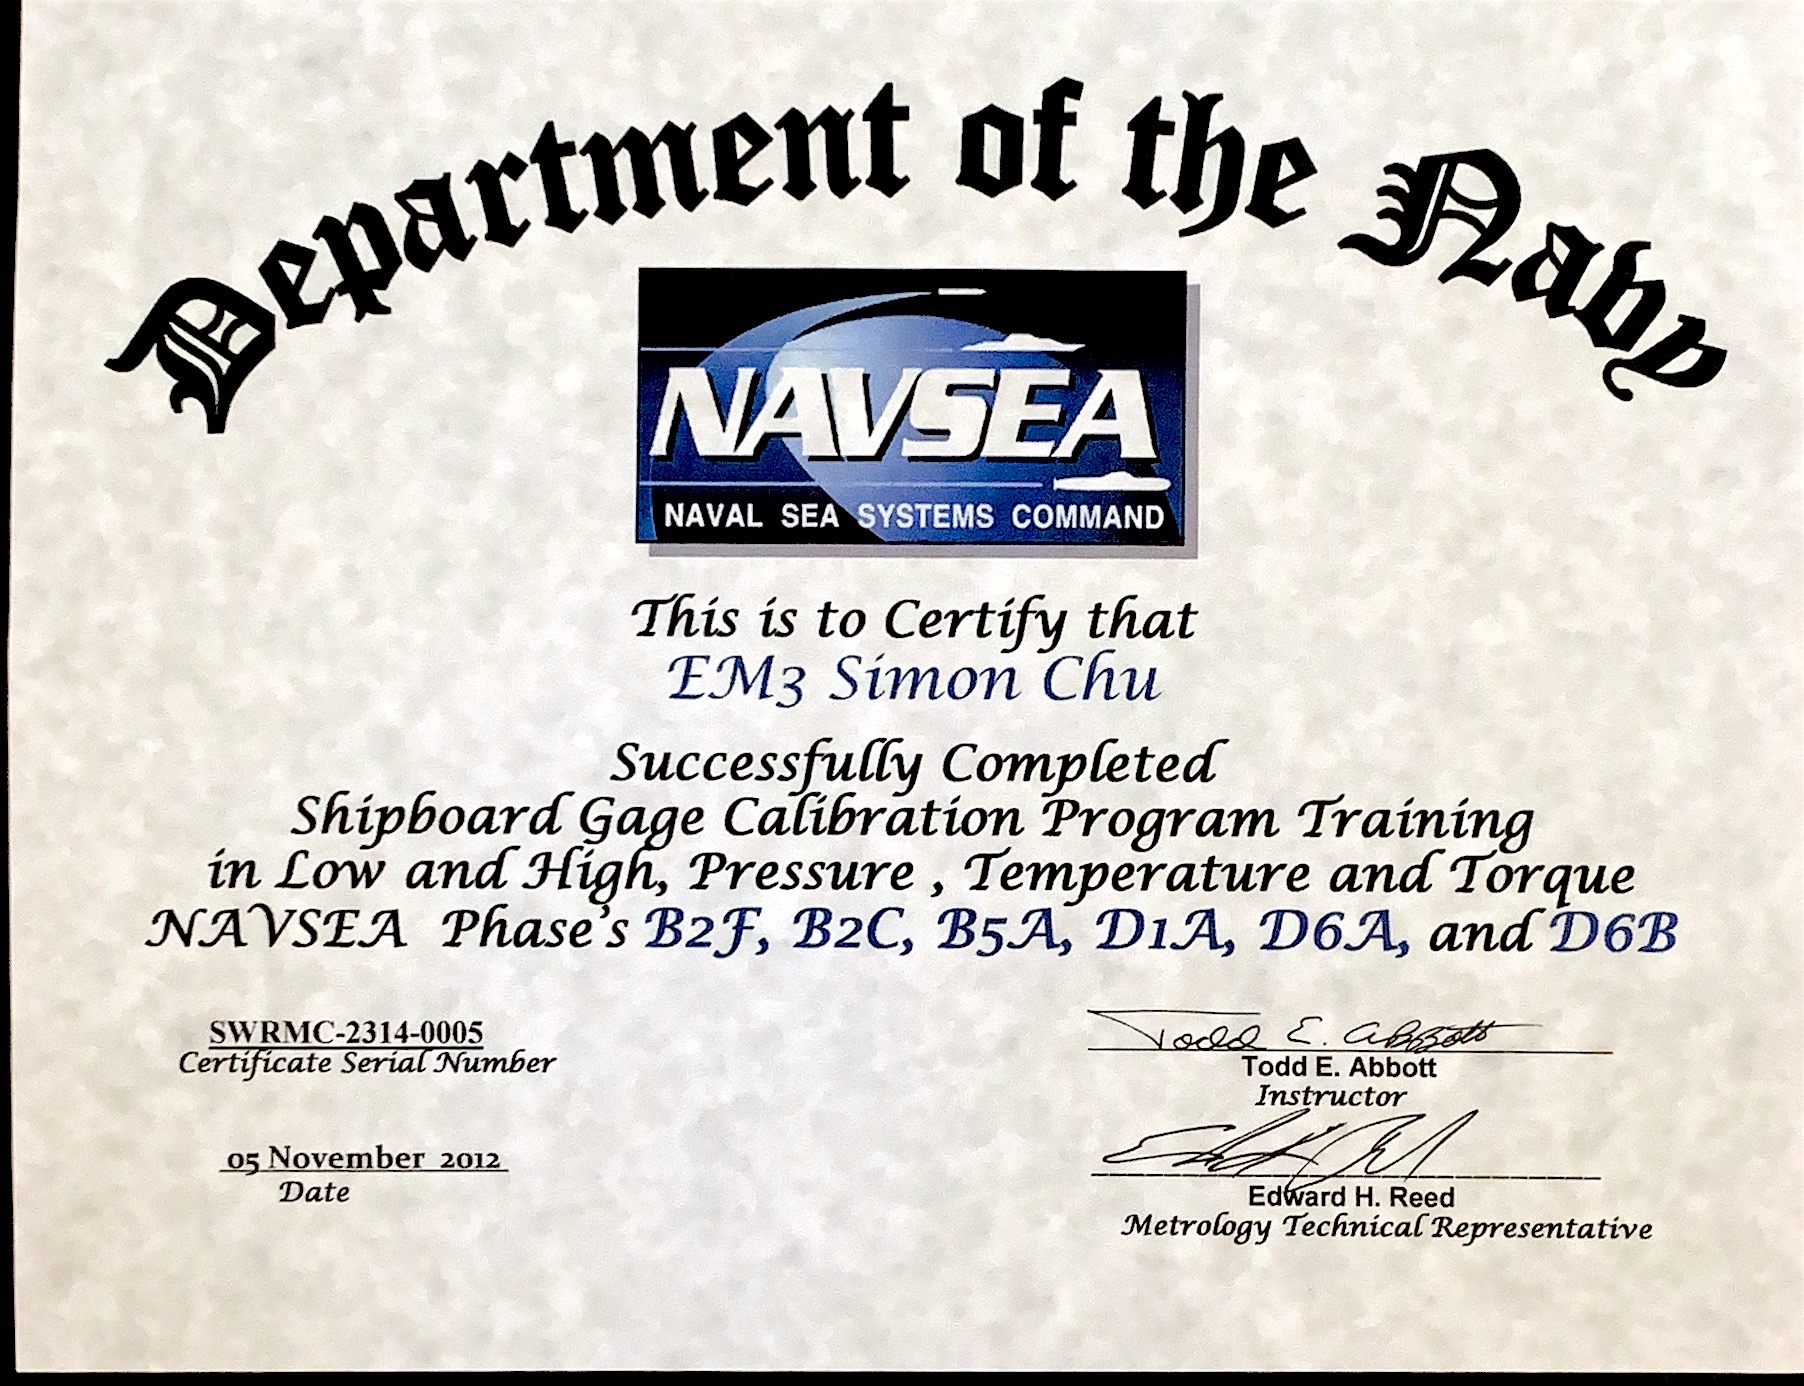 Department of the Navy
NAVSEA
NAVAL SEA SYSTEMS COMMAND
This is to Certify that
EM3 Simon Chu
Successfully Completed
Shipboard Gage Calibration Program Training
in Low and High, Pressure , Temperature and Torque
NAVSEA Phase's B2F, B2C, B5A, D1A, D6A, and D6B
SWRMC-2314-0005
Certificate Serial Number
05 November 2012
Date
Todd E. Abbott
Todd E. Abbott
Instructor
Edward H. Reed
Metrology Technical Representative